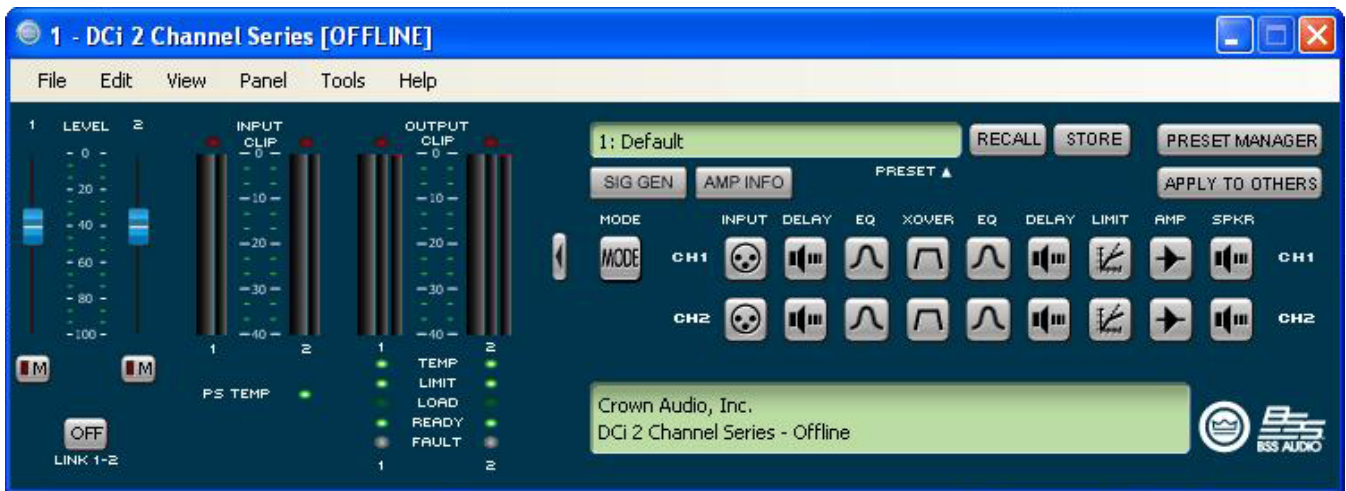 1 - DCi 2 Channel Series [OFFLINE]
File Edit View Panel Tools Help
1 LEVEL 2
- 0 -
- 20 -
- 40 -
- 60 -
- 80 -
-100 -
M M
OFF
LINK 1-2
INPUT
CLIP
-0-
-10-
-20-
-30-
-40-
1 2
PS TEMP
OUTPUT
CLIP
-0-
-10-
-20-
-30-
-40-
1 2
TEMP
LIMIT
LOAD
READY
FAULT
1 2
1: Default
RECALL STORE PRESET MANAGER
PRESET ▲
SIG GEN AMP INFO APPLY TO OTHERS
MODE INPUT DELAY EQ XOVER EQ DELAY LIMIT AMP SPKR
MODE CH1 CH1
CH2 CH2
Crown Audio, Inc.
DCi 2 Channel Series - Offline
BSS
BSS AUDIO